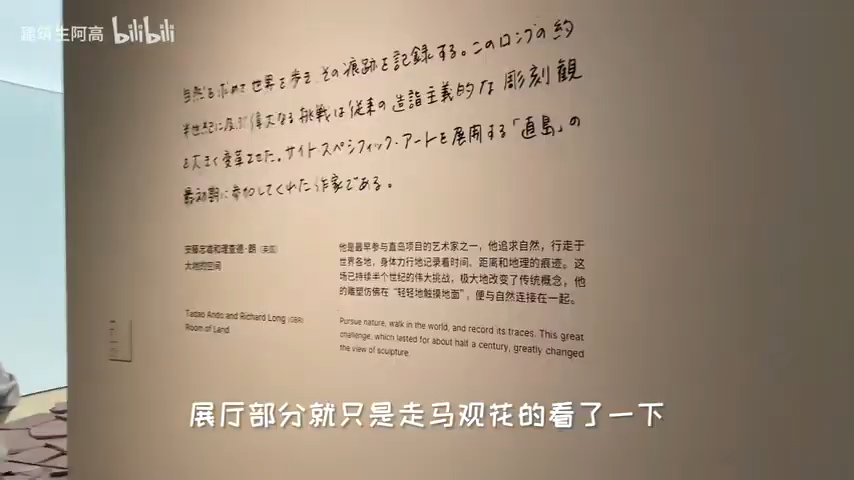 建筑生阿高 bilibili
自然を求めて世界を歩き、その痕跡を記録する。このロングの約
半世紀に及ぶ偉大なる挑戦は従来の造詣主義的な彫刻観
を大きく変革させた。サイト・スペシフィック・アートを展開する「直島」の
最初期に参加してくれた作家である。
安藤忠雄和理查德·朗（英国）
大地的空间
他是最早参与直岛项目的艺术家之一，他追求自然，行走于
世界各地，身体力行地记录着时间、距离和地理的痕迹。这
场已持续半个世纪的伟大挑战，极大地改变了传统概念，他
的雕塑仿佛在“轻轻地触摸地面”，便与自然连接在一起。
Tadao Ando and Richard Long (GBR)
Room of Land
Pursue nature, walk in the world, and record its traces. This great
challenge, which lasted for about half a century, greatly changed
the view of sculpture.
展厅部分就只是走马观花的看了一下